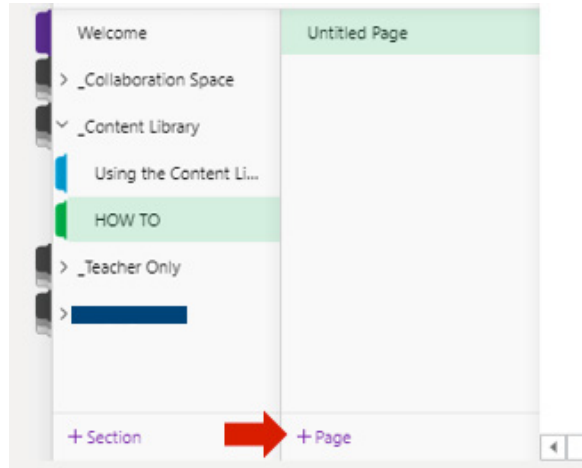 Welcome
_Collaboration Space
_Content Library
Using the Content Li...
HOW TO
_Teacher Only
+ Section
Untitled Page
+ Page